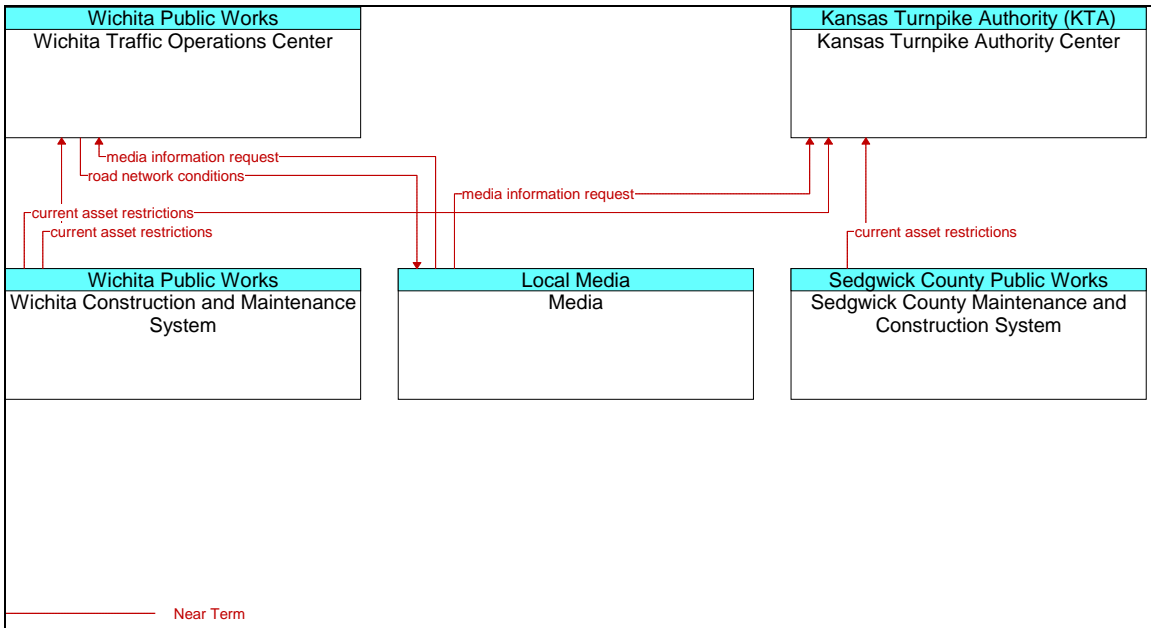 Wichita Public Works
Wichita Traffic Operations Center
Kansas Turnpike Authority (KTA)
Kansas Turnpike Authority Center
media information request
road network conditions
media information request
current asset restrictions
current asset restrictions
current asset restrictions
Wichita Public Works
Wichita Construction and Maintenance
System
Local Media
Media
Sedgwick County Public Works
Sedgwick County Maintenance and
Construction System
Near Term